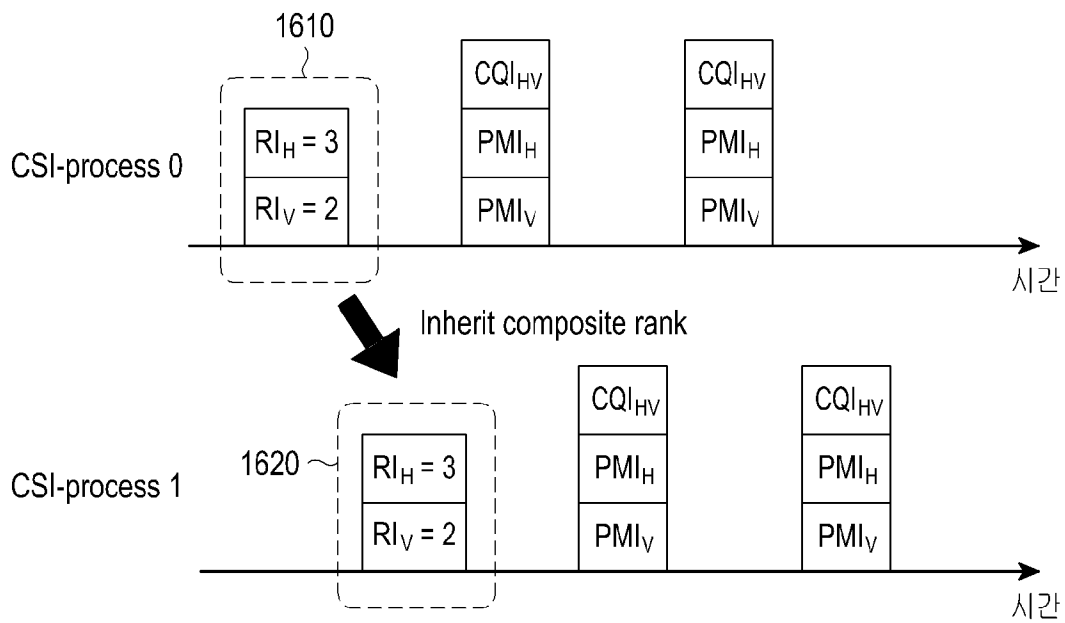 1610
CSI-process 0
RI_H = 3
RI_V = 2
CQI_HV
PMI_H
PMI_V
CQI_HV
PMI_H
PMI_V
시간
Inherit composite rank
1620
CSI-process 1
RI_H = 3
RI_V = 2
CQI_HV
PMI_H
PMI_V
CQI_HV
PMI_H
PMI_V
시간